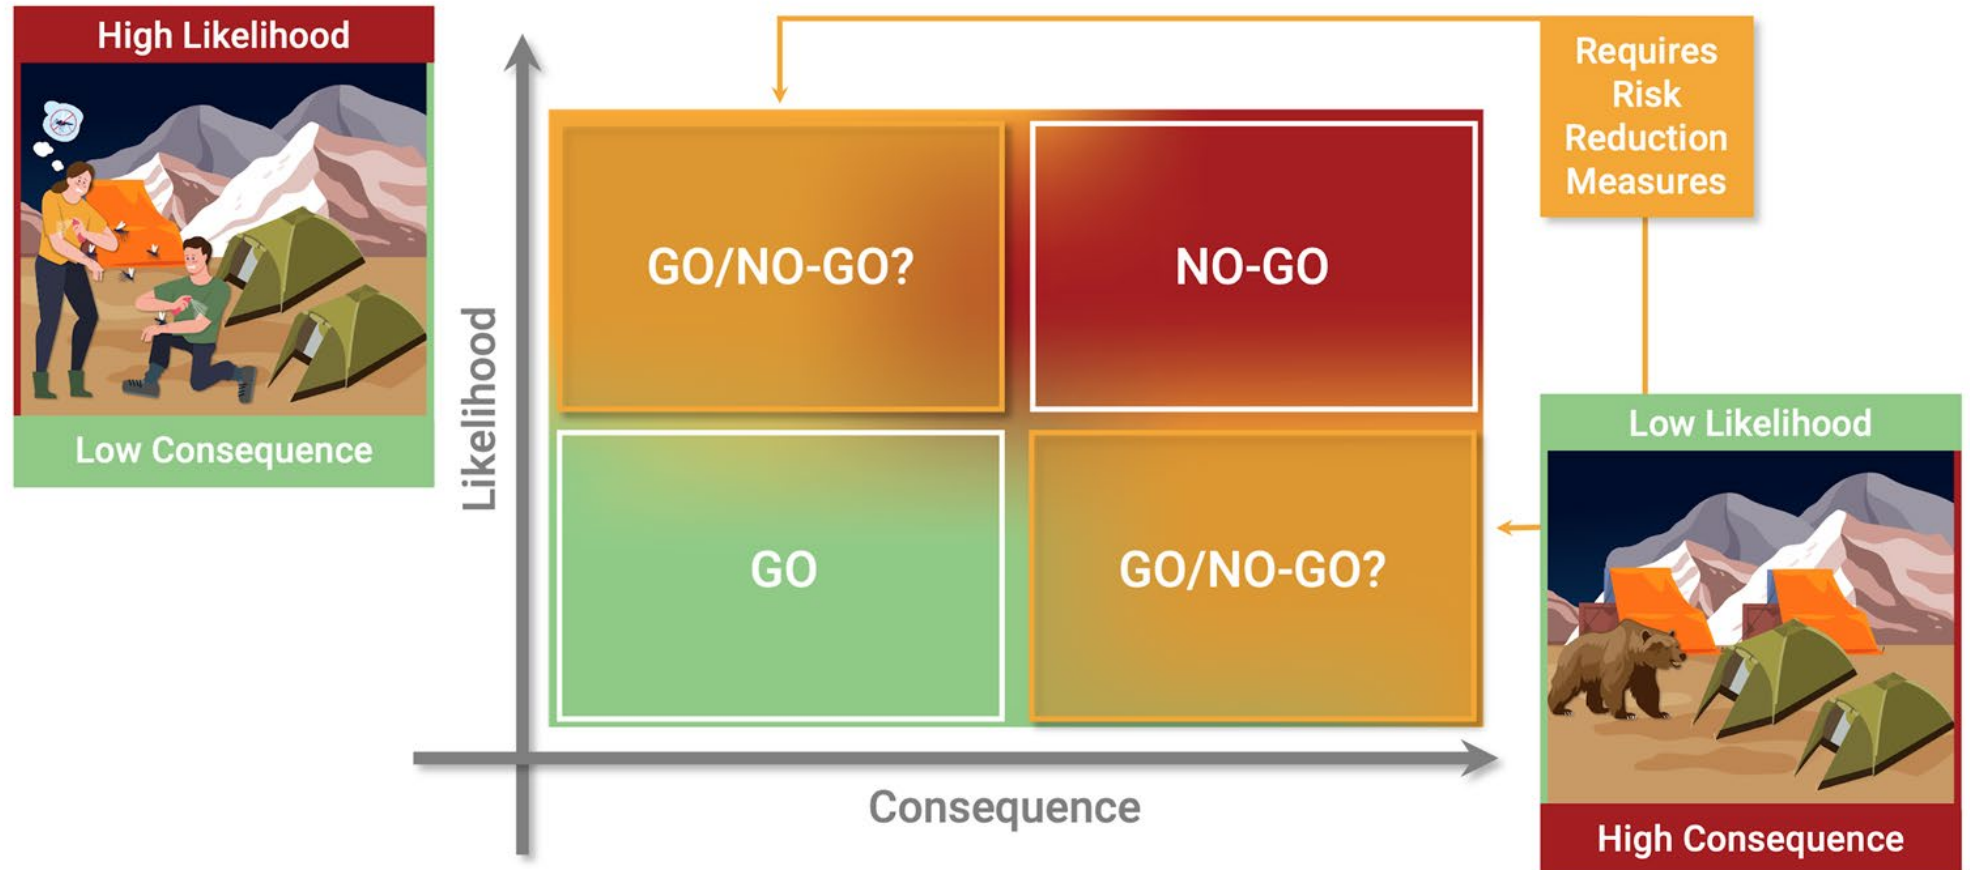 High Likelihood
Low Consequence
Likelihood
GO/NO-GO?
NO-GO
GO
GO/NO-GO?
Consequence
Requires
Risk
Reduction
Measures
Low Likelihood
High Consequence